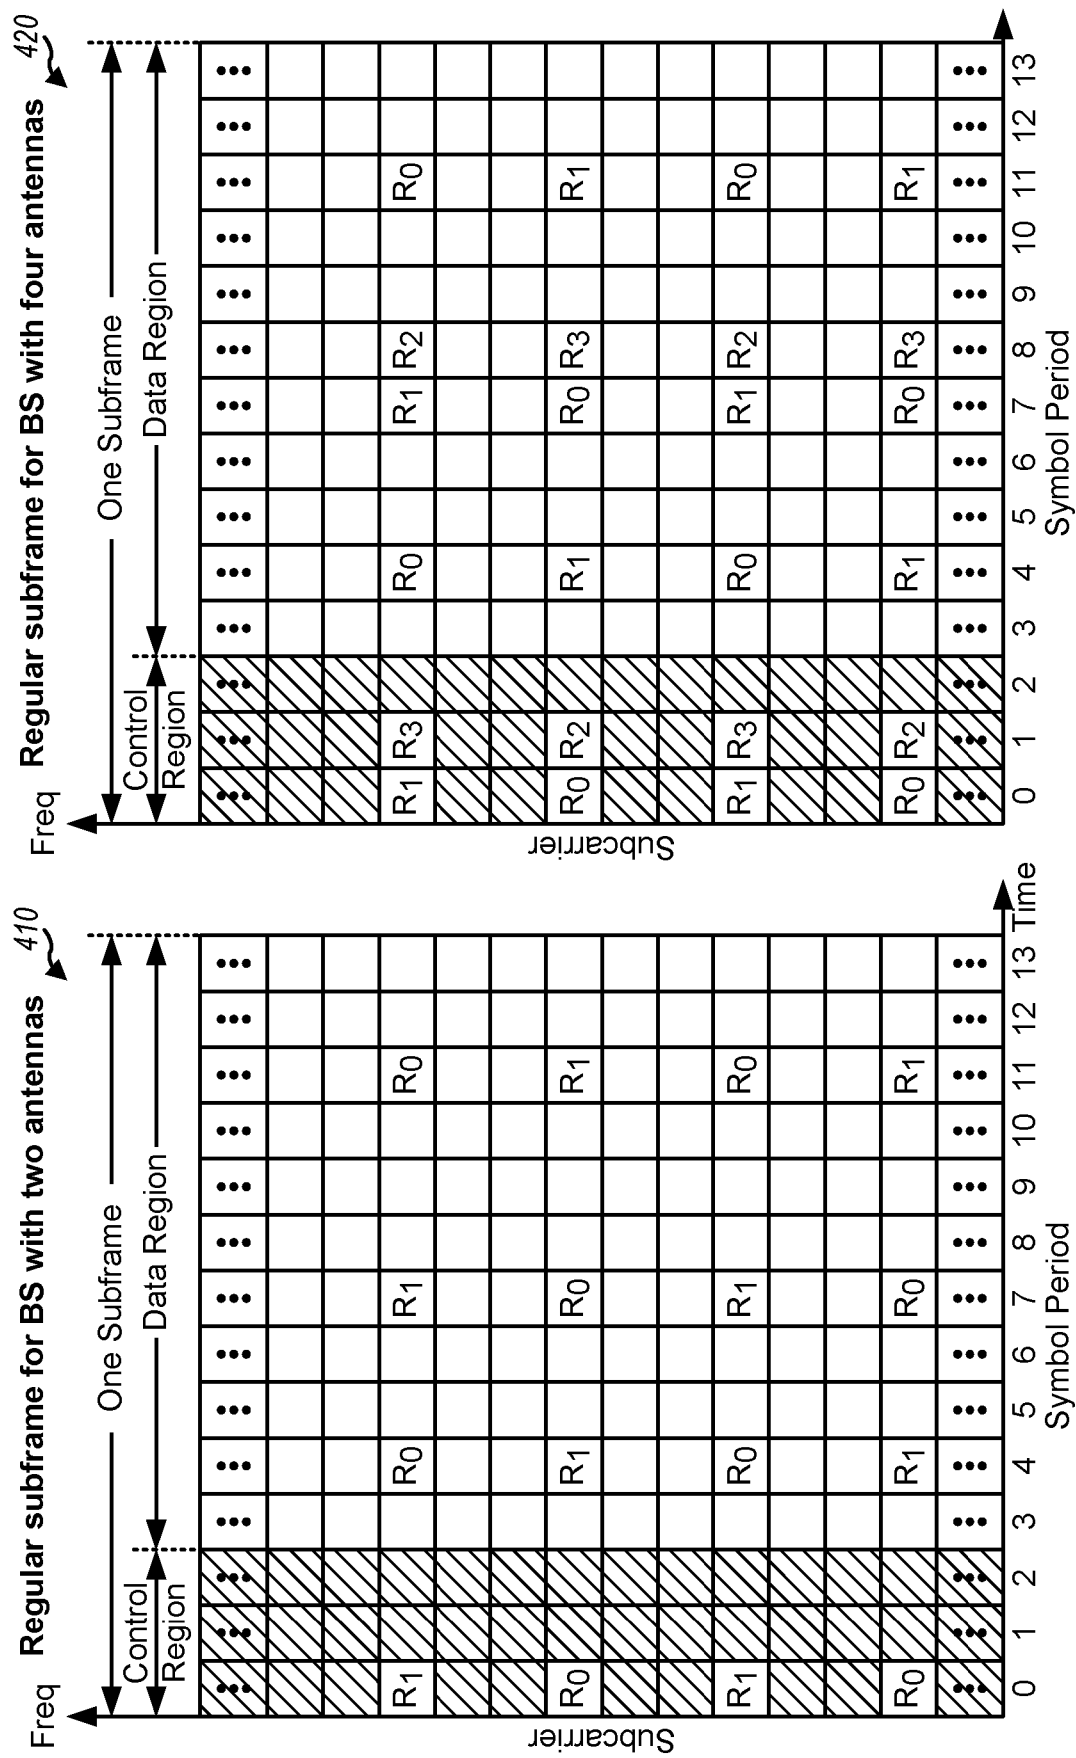 Regular subframe for BS with two antennas
410
Freq
One Subframe
Control
Region
Data Region
R0 R1 R0 R1
R1 R0 R1 R0
R0 R1 R0 R1
R1 R0 R1 R0
Subcarrier
0 1 2 3 4 5 6 7 8 9 10 11 12 13
Time
Symbol Period
Regular subframe for BS with four antennas
420
Freq
One Subframe
Control
Region
Data Region
R1 R3 R0 R1 R2 R0
R0 R2 R1 R0 R3 R1
R1 R3 R0 R1 R2 R0
R0 R2 R1 R0 R3 R1
Subcarrier
0 1 2 3 4 5 6 7 8 9 10 11 12 13
Symbol Period